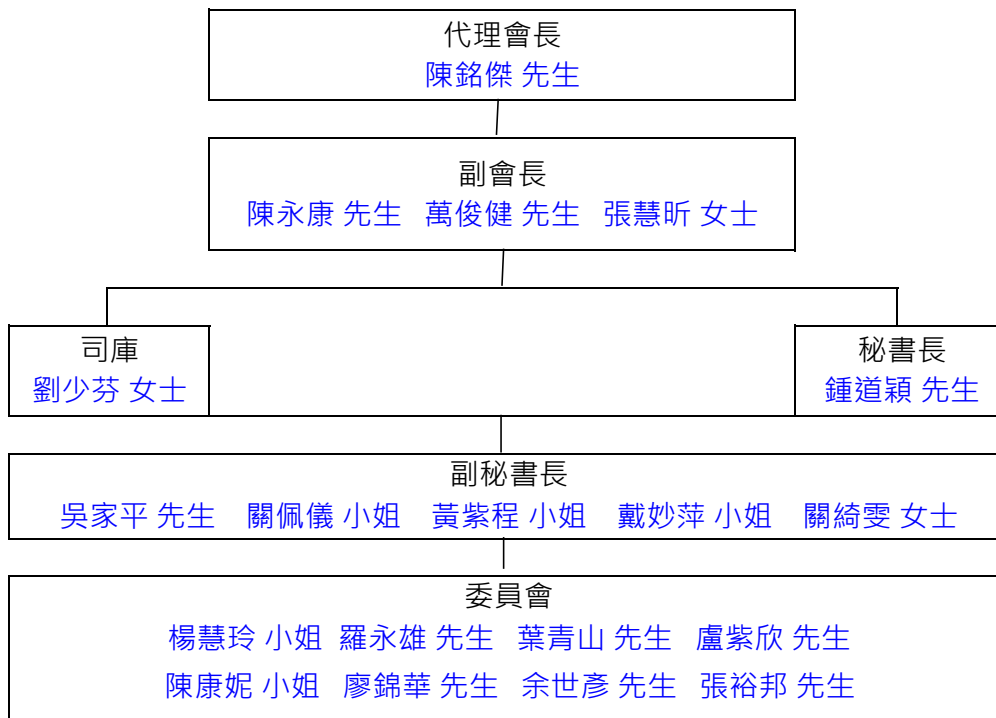 代理會長
陳銘傑 先生
副會長
陳永康 先生 萬俊健 先生 張慧昕 女士
司庫
劉少芬 女士
秘書長
鍾道穎 先生
副秘書長
吳家平 先生 關佩儀 小姐 黃紫程 小姐 戴妙萍 小姐 關綺雯 女士
委員會
楊慧玲 小姐 羅永雄 先生 葉青山 先生 盧紫欣 先生
陳康妮 小姐 廖錦華 先生 余世彥 先生 張裕邦 先生